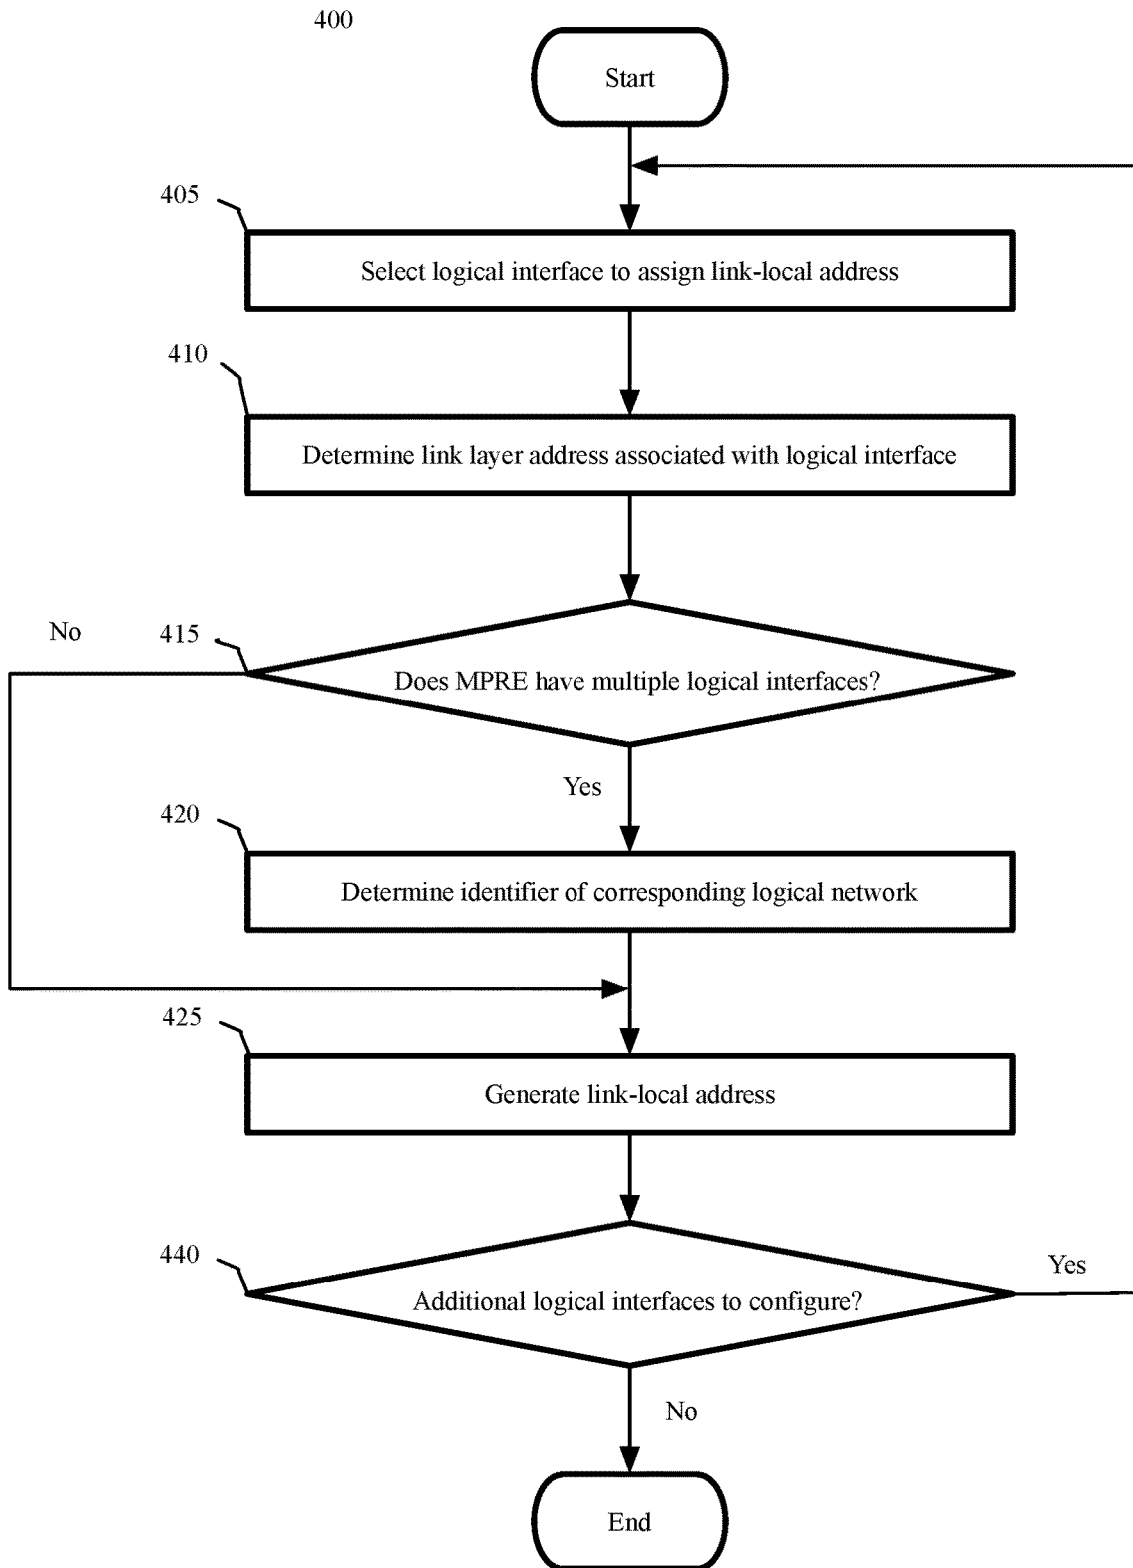 400
Start
405
Select logical interface to assign link-local address
410
Determine link layer address associated with logical interface
No
415
Does MPRE have multiple logical interfaces?
Yes
420
Determine identifier of corresponding logical network
425
Generate link-local address
440
Yes
Additional logical interfaces to configure?
No
End